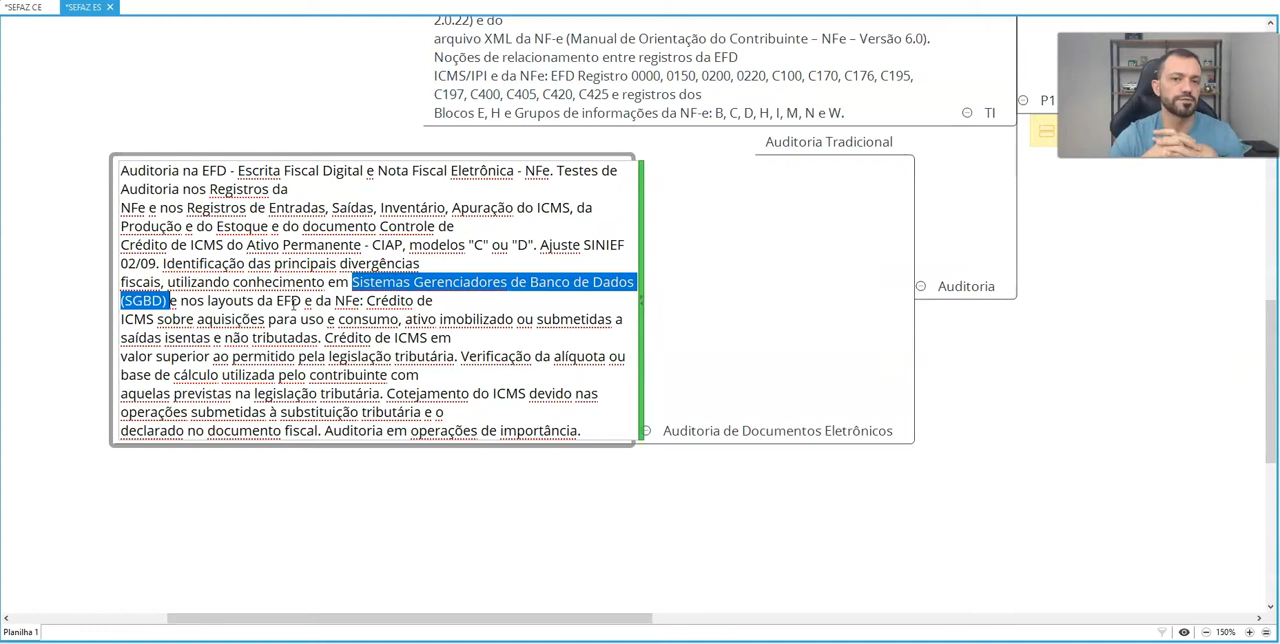 *SEFAZ CE
*SEFAZ ES
2.0.22) e do
arquivo XML da NF-e (Manual de Orientação do Contribuinte – NFe – Versão 6.0).
Noções de relacionamento entre registros da EFD
ICMS/IPI e da NFe: EFD Registro 0000, 0150, 0200, 0220, C100, C170, C176, C195,
C197, C400, C405, C420, C425 e registros dos
Blocos E, H e Grupos de informações da NF-e: B, C, D, H, I, M, N e W.
TI
P1
Auditoria Tradicional
Auditoria na EFD - Escrita Fiscal Digital e Nota Fiscal Eletrônica - NFe. Testes de
Auditoria nos Registros da
NFe e nos Registros de Entradas, Saídas, Inventário, Apuração do ICMS, da
Produção e do Estoque e do documento Controle de
Crédito de ICMS do Ativo Permanente - CIAP, modelos "C" ou "D". Ajuste SINIEF
02/09. Identificação das principais divergências
fiscais, utilizando conhecimento em Sistemas Gerenciadores de Banco de Dados
(SGBD) e nos layouts da EFD e da NFe: Crédito de
ICMS sobre aquisições para uso e consumo, ativo imobilizado ou submetidas a
saídas isentas e não tributadas. Crédito de ICMS em
valor superior ao permitido pela legislação tributária. Verificação da alíquota ou
base de cálculo utilizada pelo contribuinte com
aquelas previstas na legislação tributária. Cotejamento do ICMS devido nas
operações submetidas à substituição tributária e o
declarado no documento fiscal. Auditoria em operações de importância.
Auditoria
Auditoria de Documentos Eletrônicos
Planilha 1
150%